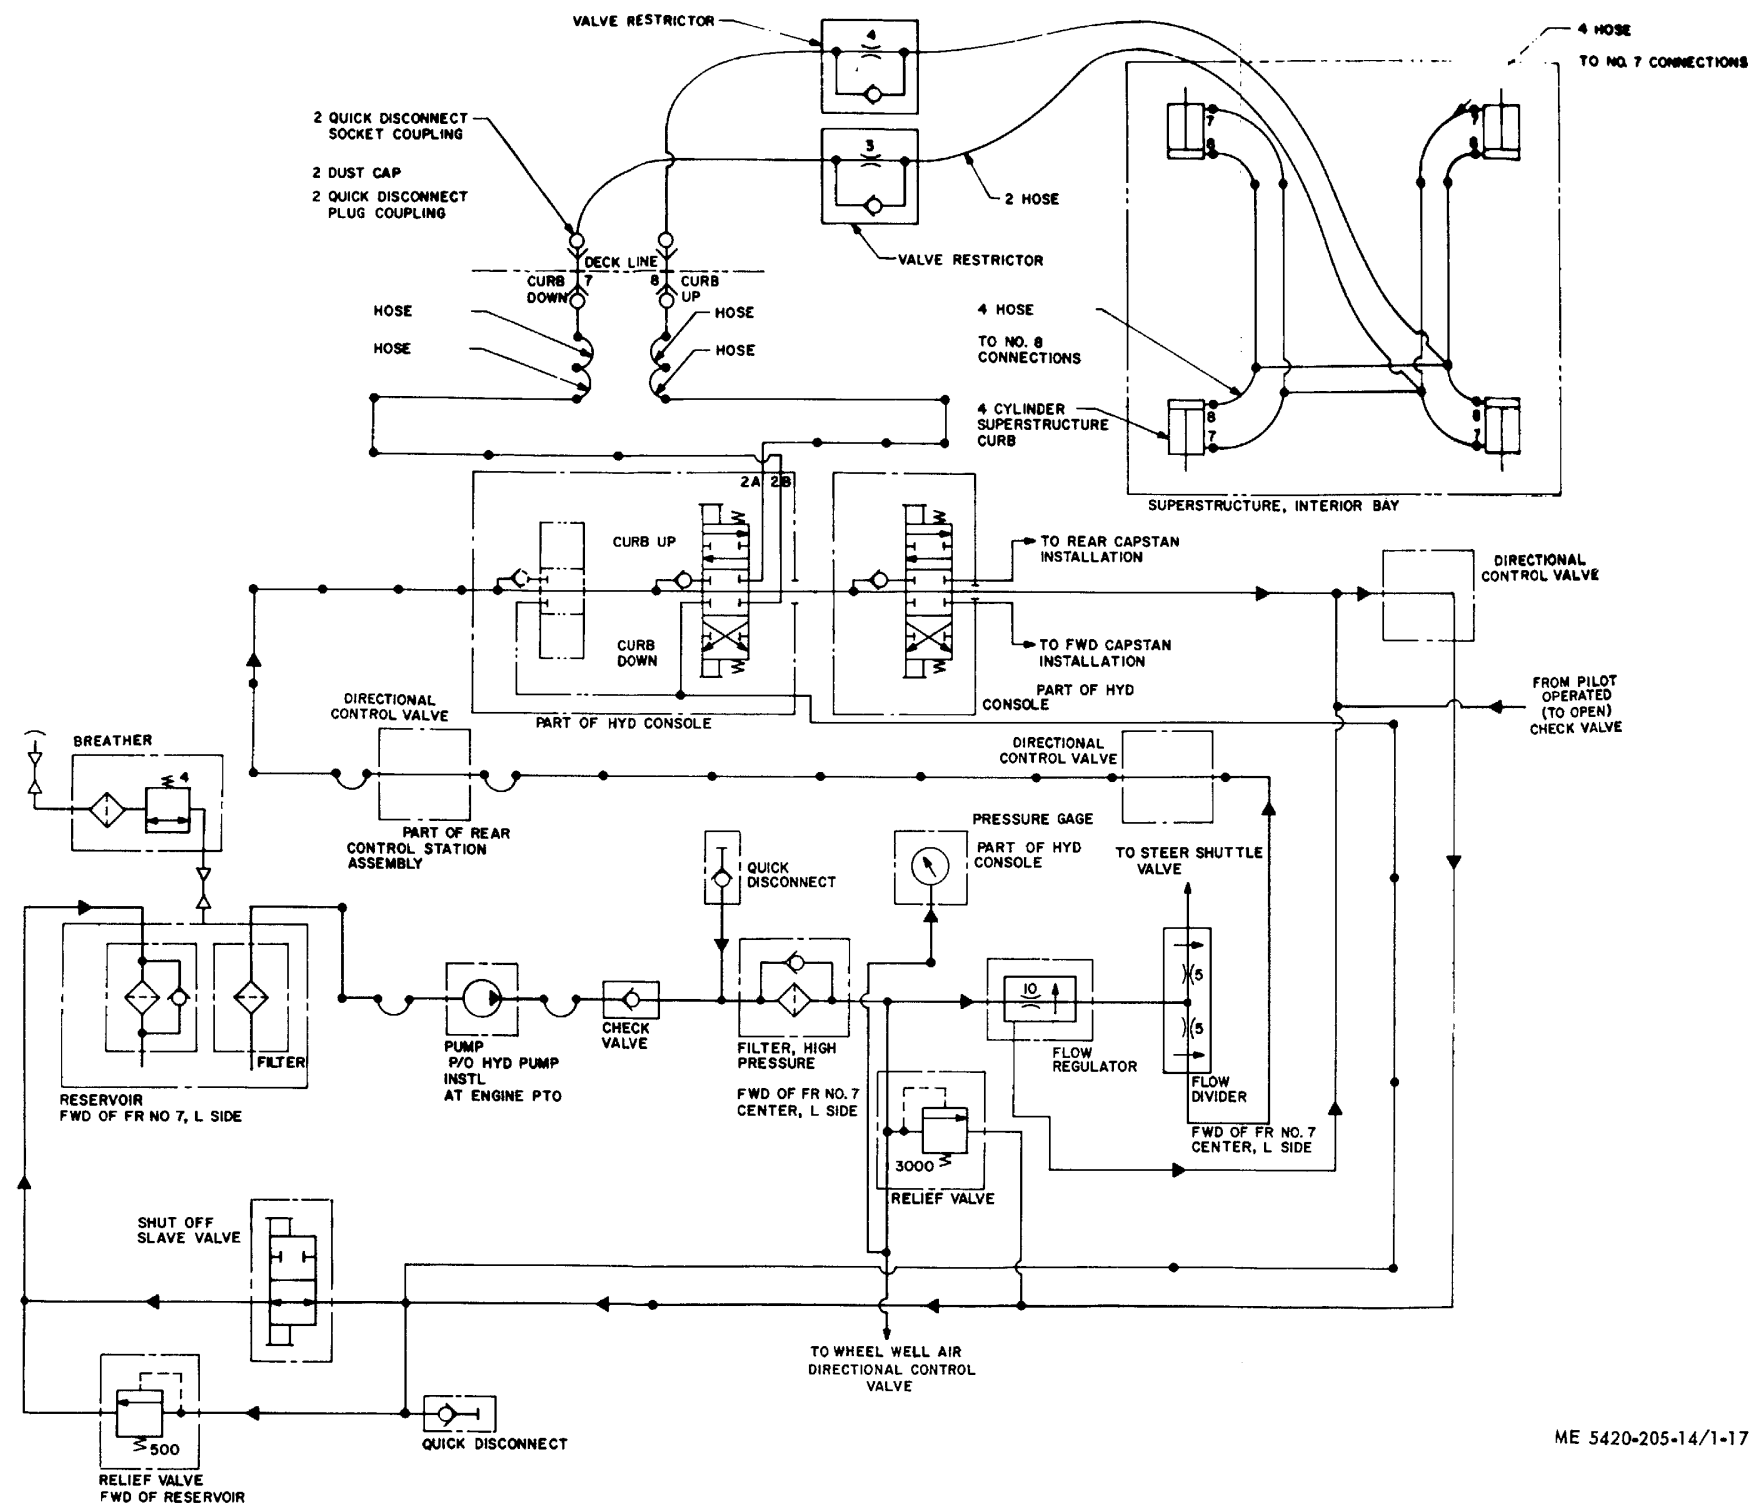 VALVE RESTRICTOR
4
4 HOSE
TO NO. 7 CONNECTIONS
2 QUICK DISCONNECT
SOCKET COUPLING
2 DUST CAP
2 QUICK DISCONNECT
PLUG COUPLING
3
2 HOSE
VALVE RESTRICTOR
7
8
7
8
DECK LINE
CURB
DOWN
7
8
CURB
UP
HOSE
HOSE
HOSE
HOSE
4 HOSE
TO NO. 8
CONNECTIONS
4 CYLINDER
SUPERSTRUCTURE
CURB
8
7
8
7
SUPERSTRUCTURE, INTERIOR BAY
2A 2B
CURB UP
CURB
DOWN
TO REAR CAPSTAN
INSTALLATION
TO FWD CAPSTAN
INSTALLATION
DIRECTIONAL
CONTROL VALVE
PART OF HYD CONSOLE
PART OF HYD
CONSOLE
FROM PILOT
OPERATED
(TO OPEN)
CHECK VALVE
DIRECTIONAL
CONTROL VALVE
BREATHER
4
PART OF REAR
CONTROL STATION
ASSEMBLY
DIRECTIONAL
CONTROL VALVE
PRESSURE GAGE
PART OF HYD
CONSOLE
TO STEER SHUTTLE
VALVE
QUICK
DISCONNECT
FILTER
RESERVOIR
FWD OF FR NO 7, L SIDE
PUMP
P/O HYD PUMP
INSTL
AT ENGINE PTO
CHECK
VALVE
FILTER, HIGH
PRESSURE
FWD OF FR NO. 7
CENTER, L SIDE
10
FLOW
REGULATOR
5
5
FLOW
DIVIDER
FWD OF FR NO. 7
CENTER, L SIDE
3000
RELIEF VALVE
SHUT OFF
SLAVE VALVE
TO WHEEL WELL AIR
DIRECTIONAL CONTROL
VALVE
500
RELIEF VALVE
FWD OF RESERVOIR
QUICK DISCONNECT
ME 5420-205-14/1-17